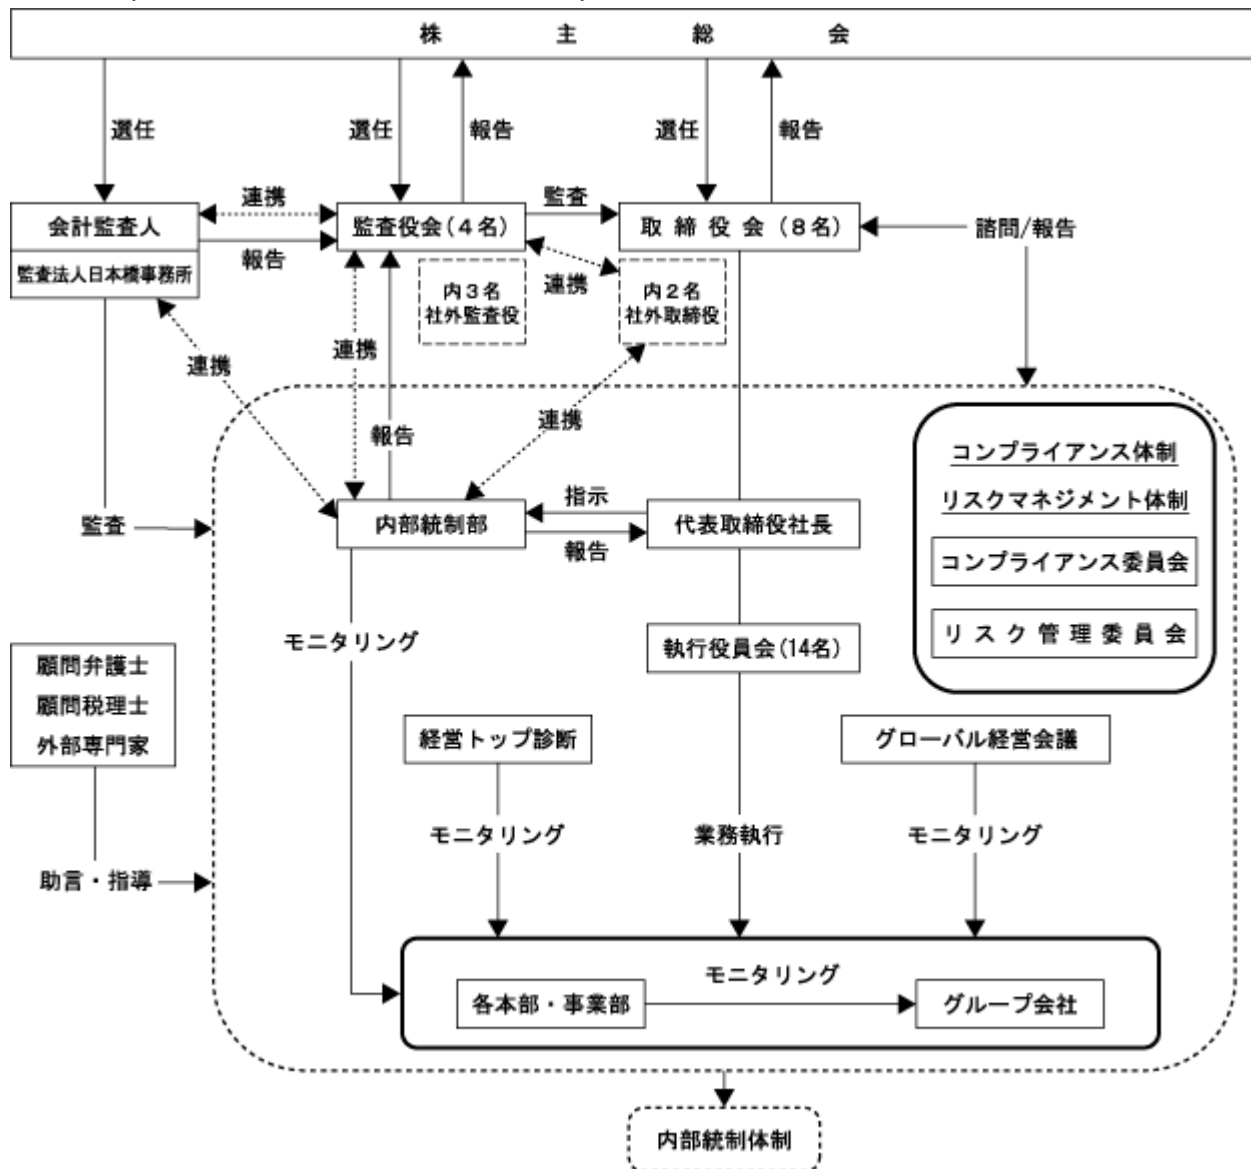 株主総会
選任
選任
報告
選任
報告
連携
監査
会計監査人
監査役会(4名)
取締役会(8名)
諮問/報告
報告
監査法人日本橋事務所
連携
内3名
社外監査役
内2名
社外取締役
連携
連携
連携
報告
コンプライアンス体制
リスクマネジメント体制
指示
監査
内部統制部
代表取締役社長
報告
コンプライアンス委員会
モニタリング
執行役員会(14名)
リスク管理委員会
顧問弁護士
顧問税理士
外部専門家
経営トップ診断
グローバル経営会議
モニタリング
業務執行
モニタリング
助言・指導
モニタリング
各本部・事業部
グループ会社
内部統制体制